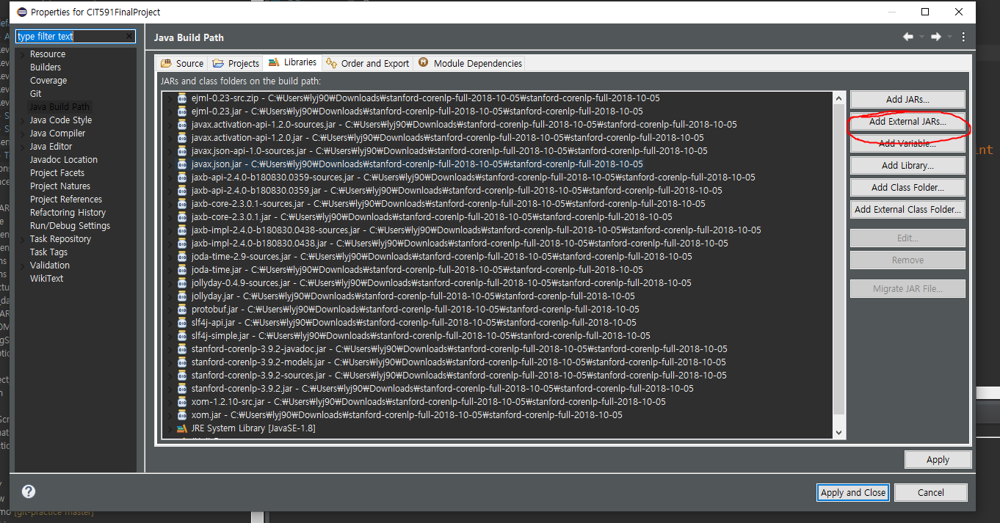 Properties for CIT591FinalProject
type filter text
Java Build Path
Resource
Builders
Coverage
Git
Java Build Path
Java Code Style
Java Compiler
Java Editor
Javadoc Location
Project Facets
Project Natures
Project References
Refactoring History
Run/Debug Settings
Task Repository
Task Tags
Validation
WikiText
Source Projects Libraries Order and Export Module Dependencies
JARs and class folders on the build path:
ejml-0.23-src.zip - C:₩Users₩lyj90₩Downloads₩stanford-corenlp-full-2018-10-05₩stanford-corenlp-full-2018-10-05
ejml-0.23.jar - C:₩Users₩lyj90₩Downloads₩stanford-corenlp-full-2018-10-05₩stanford-corenlp-full-2018-10-05
javax.activation-api-1.2.0-sources.jar - C:₩Users₩lyj90₩Downloads₩stanford-corenlp-full-2018-10-05₩stanford-corenlp-full-2018-10-05
javax.activation-api-1.2.0.jar - C:₩Users₩lyj90₩Downloads₩stanford-corenlp-full-2018-10-05₩stanford-corenlp-full-2018-10-05
javax.json-api-1.0-sources.jar - C:₩Users₩lyj90₩Downloads₩stanford-corenlp-full-2018-10-05₩stanford-corenlp-full-2018-10-05
javax.json.jar - C:₩Users₩lyj90₩Downloads₩stanford-corenlp-full-2018-10-05₩stanford-corenlp-full-2018-10-05
jaxb-api-2.4.0-b180830.0359-sources.jar - C:₩Users₩lyj90₩Downloads₩stanford-corenlp-full-2018-10-05₩stanford-corenlp-full-2018-10-05
jaxb-api-2.4.0-b180830.0359.jar - C:₩Users₩lyj90₩Downloads₩stanford-corenlp-full-2018-10-05₩stanford-corenlp-full-2018-10-05
jaxb-core-2.3.0.1-sources.jar - C:₩Users₩lyj90₩Downloads₩stanford-corenlp-full-2018-10-05₩stanford-corenlp-full-2018-10-05
jaxb-core-2.3.0.1.jar - C:₩Users₩lyj90₩Downloads₩stanford-corenlp-full-2018-10-05₩stanford-corenlp-full-2018-10-05
jaxb-impl-2.4.0-b180830.0438-sources.jar - C:₩Users₩lyj90₩Downloads₩stanford-corenlp-full-2018-10-05₩stanford-corenlp-full-2018-10-05
jaxb-impl-2.4.0-b180830.0438.jar - C:₩Users₩lyj90₩Downloads₩stanford-corenlp-full-2018-10-05₩stanford-corenlp-full-2018-10-05
joda-time-2.9-sources.jar - C:₩Users₩lyj90₩Downloads₩stanford-corenlp-full-2018-10-05₩stanford-corenlp-full-2018-10-05
joda-time.jar - C:₩Users₩lyj90₩Downloads₩stanford-corenlp-full-2018-10-05₩stanford-corenlp-full-2018-10-05
jollyday-0.4.9-sources.jar - C:₩Users₩lyj90₩Downloads₩stanford-corenlp-full-2018-10-05₩stanford-corenlp-full-2018-10-05
jollyday.jar - C:₩Users₩lyj90₩Downloads₩stanford-corenlp-full-2018-10-05₩stanford-corenlp-full-2018-10-05
protobuf.jar - C:₩Users₩lyj90₩Downloads₩stanford-corenlp-full-2018-10-05₩stanford-corenlp-full-2018-10-05
slf4j-api.jar - C:₩Users₩lyj90₩Downloads₩stanford-corenlp-full-2018-10-05₩stanford-corenlp-full-2018-10-05
slf4j-simple.jar - C:₩Users₩lyj90₩Downloads₩stanford-corenlp-full-2018-10-05₩stanford-corenlp-full-2018-10-05
stanford-corenlp-3.9.2-javadoc.jar - C:₩Users₩lyj90₩Downloads₩stanford-corenlp-full-2018-10-05₩stanford-corenlp-full-2018-10-05
stanford-corenlp-3.9.2-models.jar - C:₩Users₩lyj90₩Downloads₩stanford-corenlp-full-2018-10-05₩stanford-corenlp-full-2018-10-05
stanford-corenlp-3.9.2-sources.jar - C:₩Users₩lyj90₩Downloads₩stanford-corenlp-full-2018-10-05₩stanford-corenlp-full-2018-10-05
stanford-corenlp-3.9.2.jar - C:₩Users₩lyj90₩Downloads₩stanford-corenlp-full-2018-10-05₩stanford-corenlp-full-2018-10-05
xom-1.2.10-src.jar - C:₩Users₩lyj90₩Downloads₩stanford-corenlp-full-2018-10-05₩stanford-corenlp-full-2018-10-05
xom.jar - C:₩Users₩lyj90₩Downloads₩stanford-corenlp-full-2018-10-05₩stanford-corenlp-full-2018-10-05
JRE System Library [JavaSE-1.8]
Add JARs...
Add External JARs...
Add Variable...
Add Library...
Add Class Folder...
Add External Class Folder...
Edit...
Remove
Migrate JAR File...
Apply
Apply and Close
Cancel
[git-practice master]